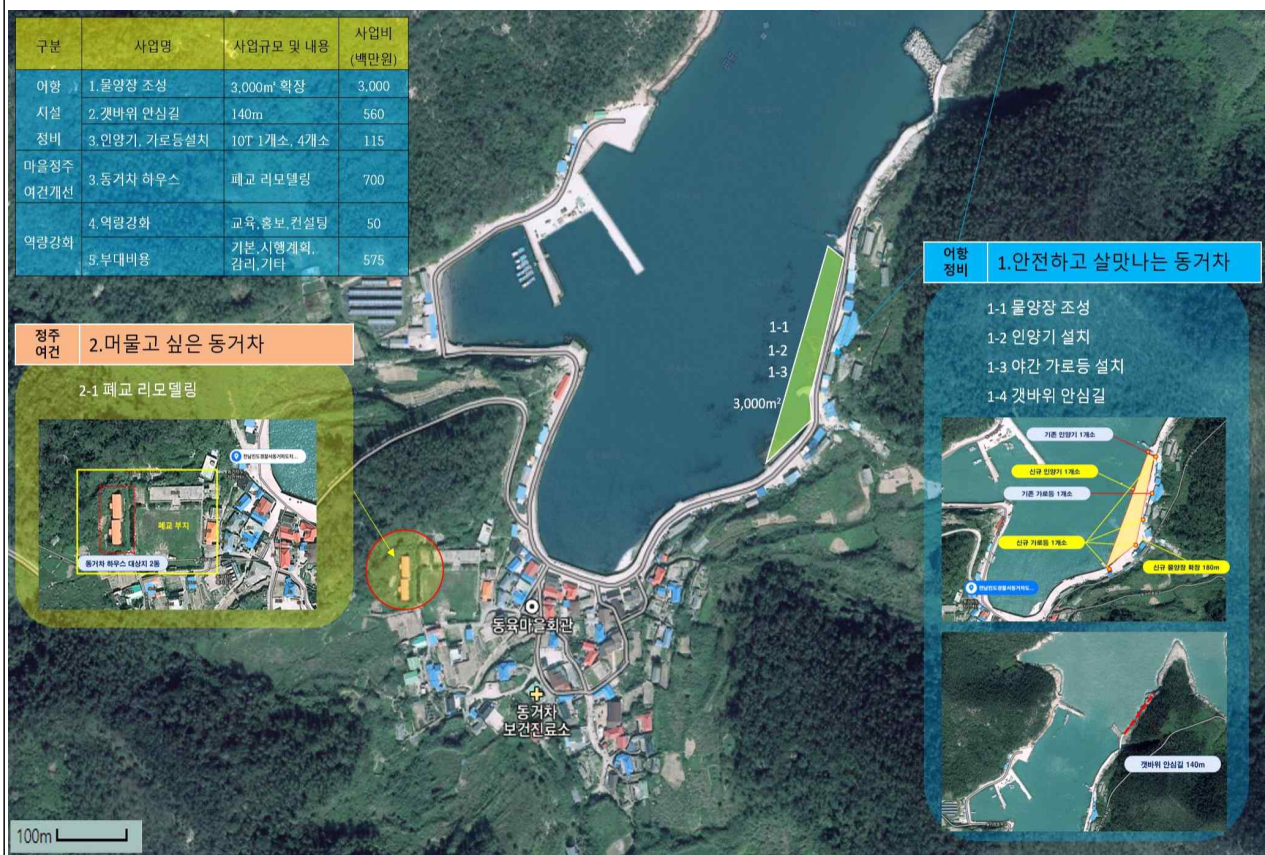 구분 사업명 사업규모 및 내용 사업비 (백만원)
어항 시설 정비 1.물양장 조성 3,000㎡ 확장 3,000
2.갯바위 안심길 140m 560
3.인양기, 가로등설치 10T 1개소, 4개소 115
마을정주 여건개선 3.동거차 하우스 폐교 리모델링 700
역량강화 4.역량강화 교육,홍보,컨설팅 50
5.부대비용 기본,시행계획, 감리,기타 575
어항 정비 1.안전하고 살맛나는 동거차
1-1 물양장 조성
1-2 인양기 설치
1-3 야간 가로등 설치
1-4 갯바위 안심길
기존 인양기 1개소
신규 인양기 1개소
기존 가로등 1개소
신규 가로등 1개소
신규 물양장 확장 180m
갯바위 안심길 140m
정주 여건 2.머물고 싶은 동거차
2-1 폐교 리모델링
폐교 부지
동거차 하우스 대상지 2동
1-1
1-2
1-3
3,000m²
동육마을회관
동거차
보건진료소
100m